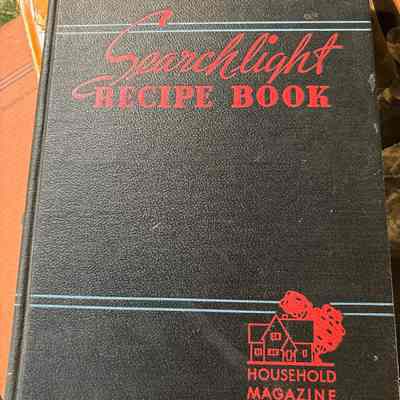 Searchlight
RECIPE BOOK
HOUSEHOLD
MAGAZINE